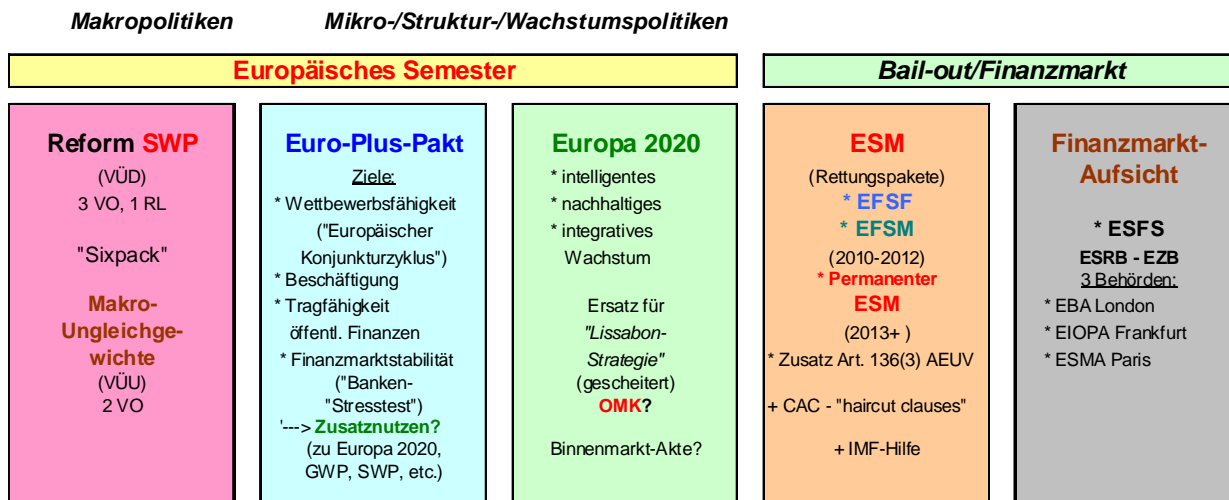 Makropolitiken
Mikro-/Struktur-/Wachstumspolitiken
Europäisches Semester
Bail-out/Finanzmarkt
Reform SWP
(VÜD)
3 VO, 1 RL
"Sixpack"
Makro-
Ungleichge-
wichte
(VÜU)
2 VO
Euro-Plus-Pakt
Ziele:
* Wettbewerbsfähigkeit
("Europäischer
Konjunkturzyklus")
* Beschäftigung
* Tragfähigkeit
öffentl. Finanzen
* Finanzmarktstabilität
("Banken-
"Stresstest")
'---> Zusatznutzen?
(zu Europa 2020,
GWP, SWP, etc.)
Europa 2020
* intelligentes
* nachhaltiges
* integratives
Wachstum
Ersatz für
"Lissabon-
Strategie"
(gescheitert)
OMK?
Binnenmarkt-Akte?
ESM
(Rettungspakete)
* EFSF
* EFSM
(2010-2012)
* Permanenter
ESM
(2013+ )
* Zusatz Art. 136(3) AEUV
+ CAC - "haircut clauses"
+ IMF-Hilfe
Finanzmarkt-
Aufsicht
* ESFS
ESRB - EZB
3 Behörden:
* EBA London
* EIOPA Frankfurt
* ESMA Paris